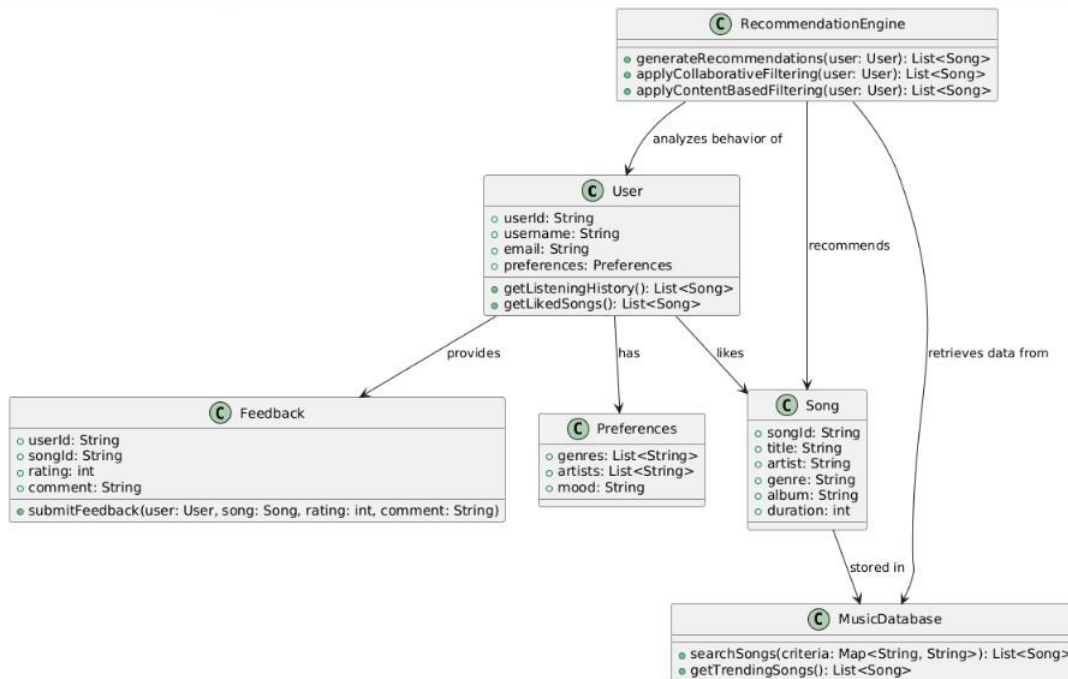 C RecommendationEngine
generateRecommendations(user: User): List<Song>
applyCollaborativeFiltering(user: User): List<Song>
applyContentBasedFiltering(user: User): List<Song>
analyzes behavior of
C User
userId: String
username: String
email: String
preferences: Preferences
getListeningHistory(): List<Song>
getLikedSongs(): List<Song>
recommends
provides
has
likes
retrieves data from
C Feedback
userId: String
songId: String
rating: int
comment: String
submitFeedback(user: User, song: Song, rating: int, comment: String)
C Preferences
genres: List<String>
artists: List<String>
mood: String
C Song
songId: String
title: String
artist: String
genre: String
album: String
duration: int
stored in
C MusicDatabase
searchSongs(criteria: Map<String, String>): List<Song>
getTrendingSongs(): List<Song>